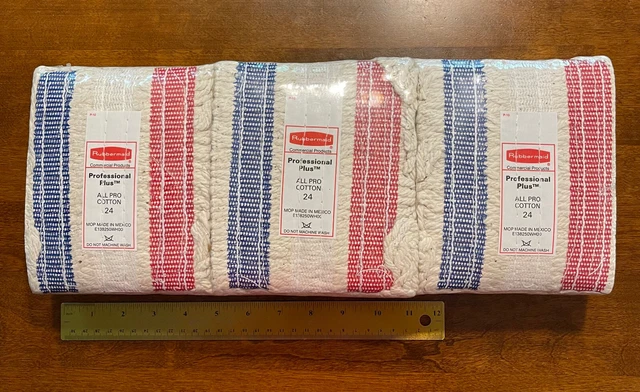 Rubbermaid
Commercial Products
Professional
Plus™
ALL PRO
COTTON
24
MOP MADE IN MEXICO
E138250WH00
DO NOT MACHINE WASH
Rubbermaid
Commercial Products
Professional
Plus™
ALL PRO
COTTON
24
MOP MADE IN MEXICO
E138250WH00
DO NOT MACHINE WASH
Rubbermaid
Commercial Products
Professional
Plus™
ALL PRO
COTTON
24
MOP MADE IN MEXICO
E138250WH00
DO NOT MACHINE WASH
1 2 3 4 5 6 7 8 9 10 11 12